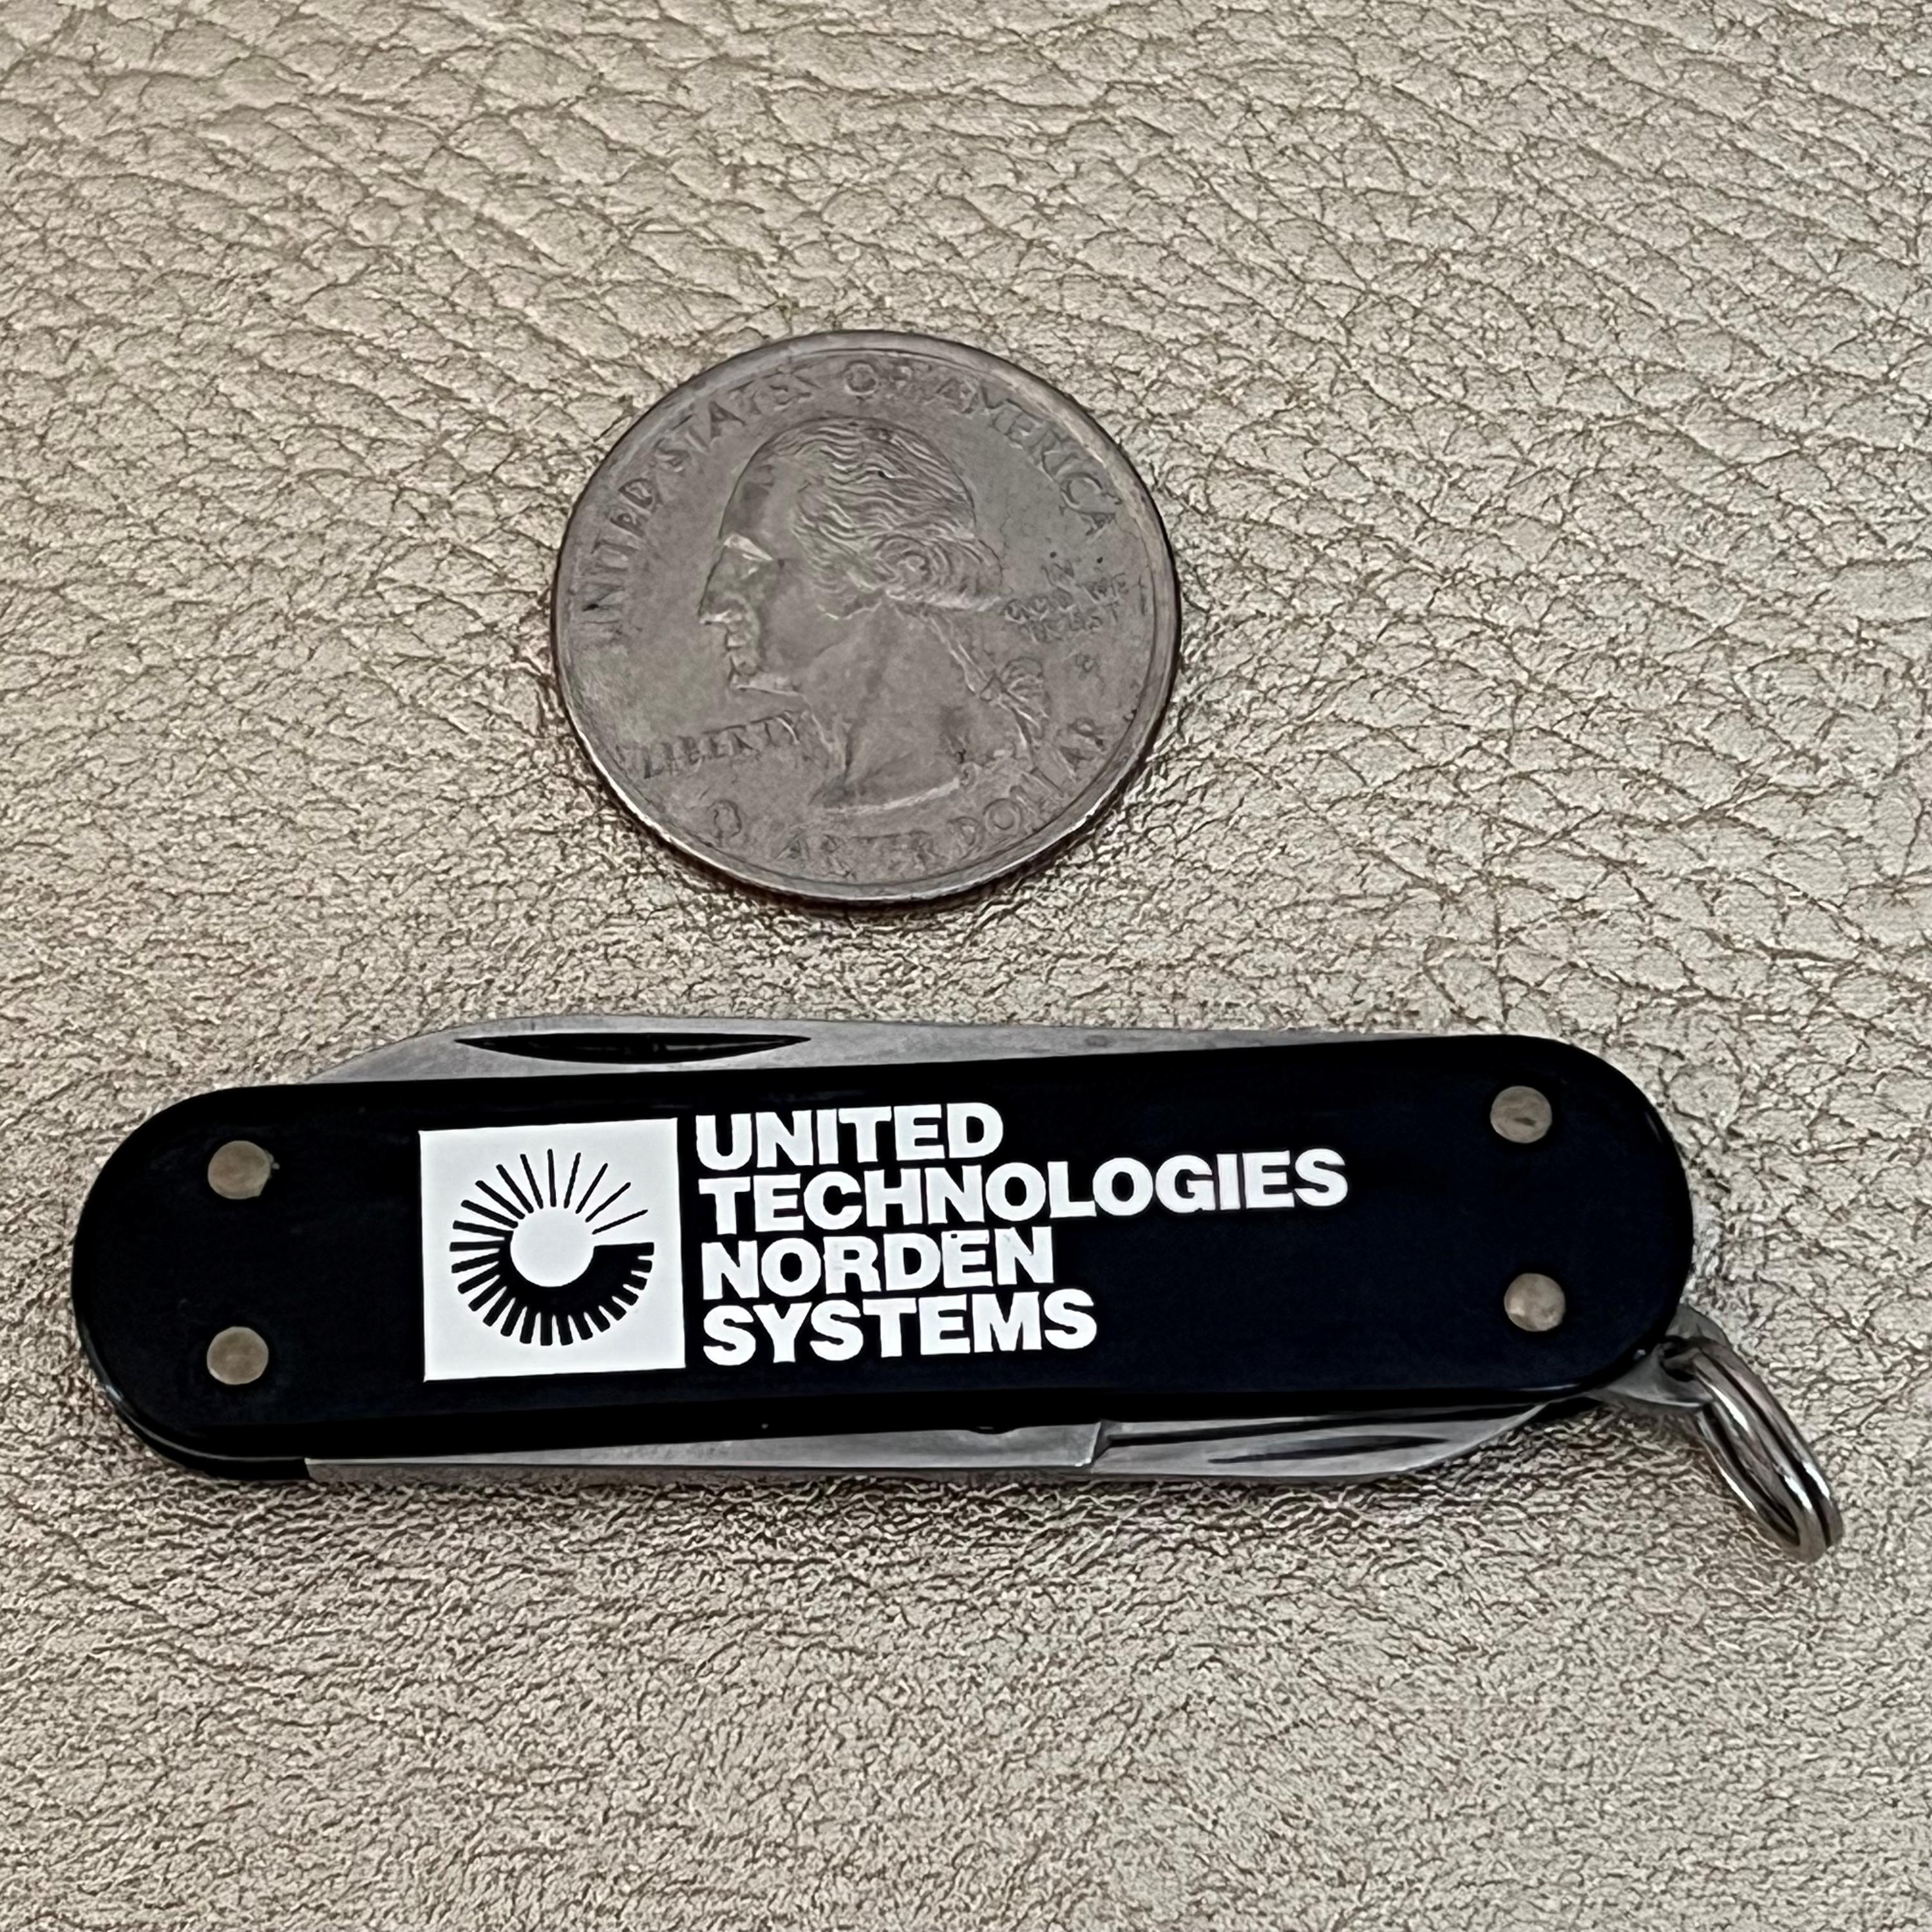 UNITED STATES OF AMERICA
IN
GOD WE
TRUST
LIBERTY
QUARTER DOLLAR
UNITED
TECHNOLOGIES
NORDEN
SYSTEMS